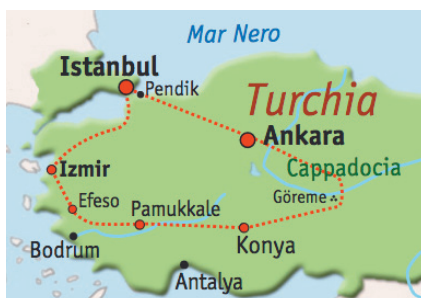 Mar Nero
Istanbul
Pendik
Turchia
Ankara
Cappadocia
Izmir
Göreme
Efeso
Pamukkale
Bodrum
Konya
Antalya